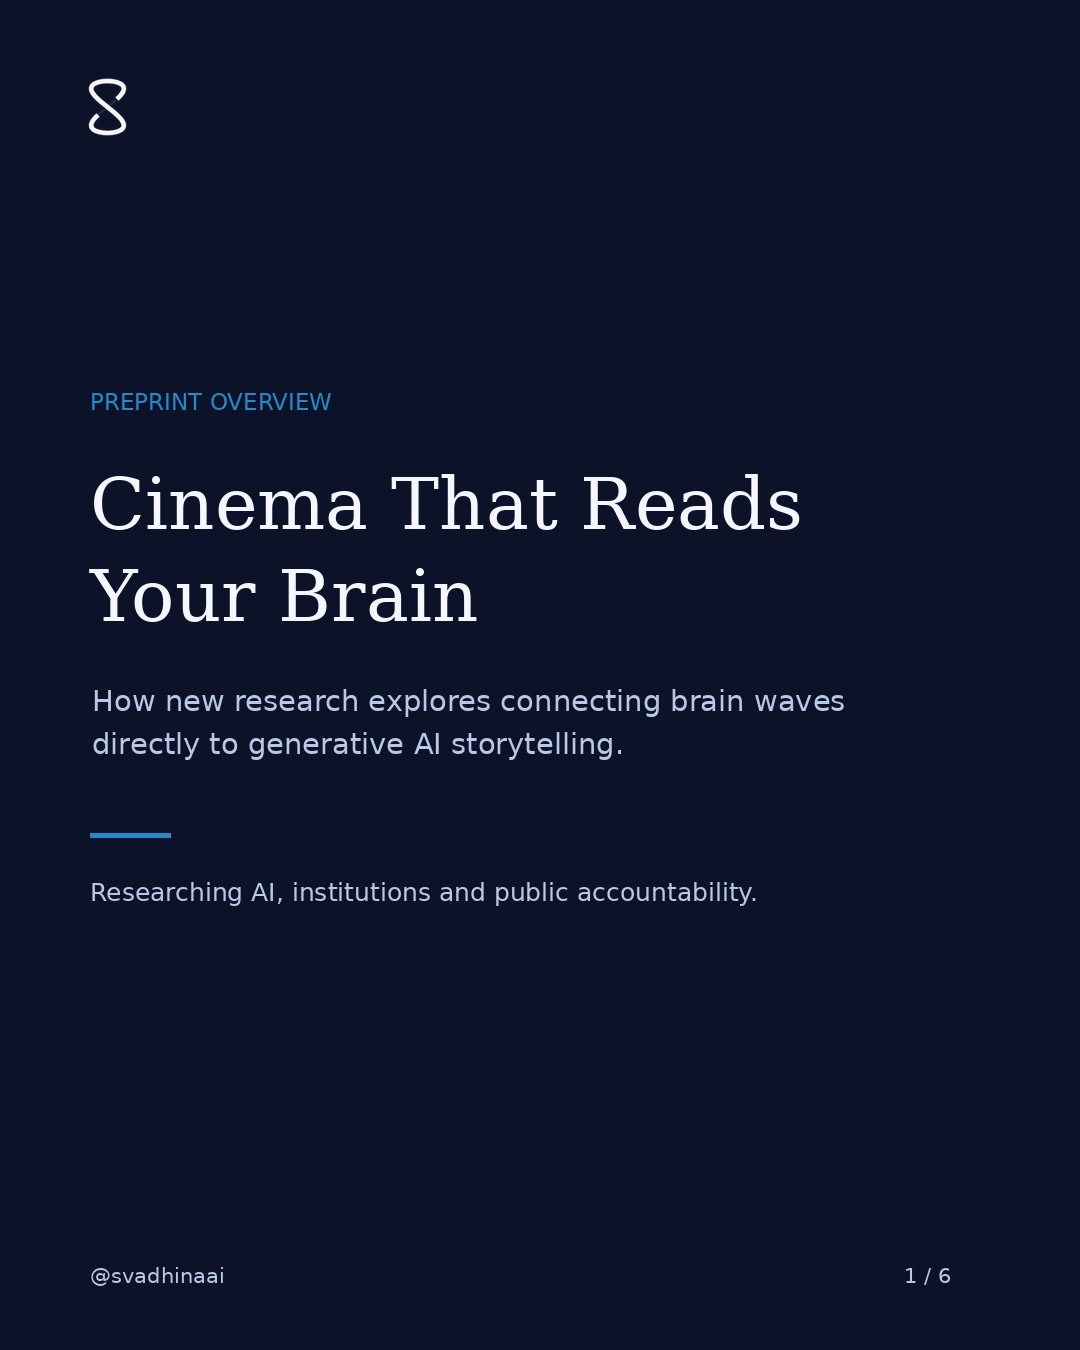 PREPRINT OVERVIEW
Cinema That Reads
Your Brain
How new research explores connecting brain waves
directly to generative AI storytelling.
Researching AI, institutions and public accountability.
@svadhinaai
1 / 6